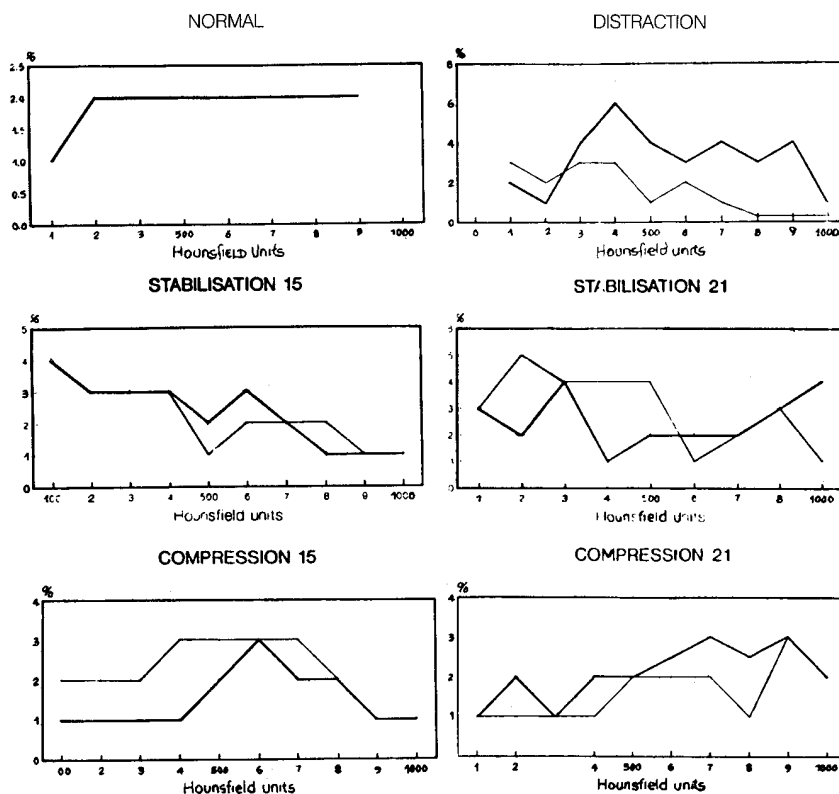 NORMAL
%
2.5
2.0
1.0
0.5
0.0
1 2 3 500 6 7 8 9 1000
Hounsfield Units
DISTRACTION
%
8
6
4
2
0 1 2 3 4 500 6 7 8 9 1000
Hounsfield units
STABILISATION 15
%
5
4
3
2
1
0
100 2 3 4 500 6 7 8 9 1000
Hounsfield units
STABILISATION 21
%
5
4
3
2
1
0
1 2 3 4 500 6 7 8 1000
Hounsfield units
COMPRESSION 15
%
4
3
2
1
0
00 2 3 4 500 6 7 8 9 1000
Hounsfield units
COMPRESSION 21
%
4
3
2
1
1 2 4 500 6 7 8 9 1000
Hounsfield units